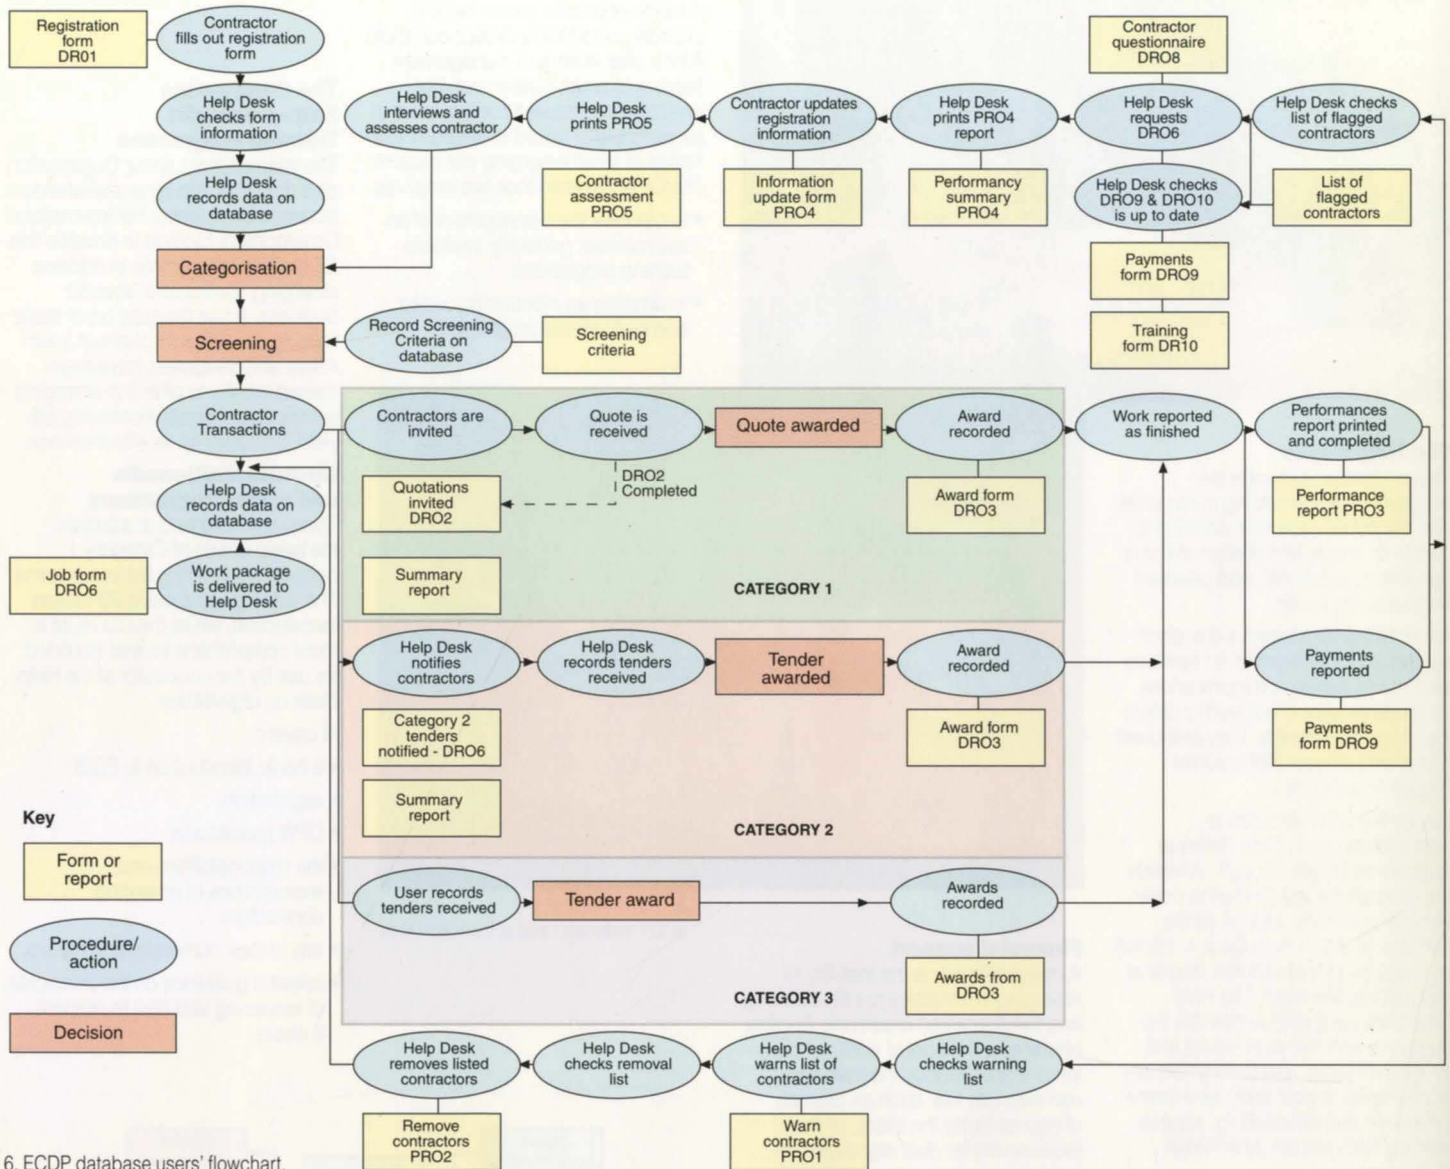 Registration
form
DR01
Contractor
fills out registration
form
Contractor
questionnaire
DRO8
Help Desk
checks form
information
Help Desk
interviews and
assesses contractor
Help Desk
prints PRO5
Contractor updates
registration
information
Help Desk
prints PRO4
report
Help Desk
requests
DRO6
Help Desk checks
list of flagged
contractors
Help Desk
records data on
database
Contractor
assessment
PRO5
Information
update form
PRO4
Performancy
summary
PRO4
Help Desk checks
DRO9 & DRO10
is up to date
List of
flagged
contractors
Categorisation
Payments
form DRO9
Screening
Record Screening
Criteria on
database
Screening
criteria
Training
form DR10
Contractor
Transactions
Contractors are
invited
Quote is
received
Quote awarded
Award
recorded
Work reported
as finished
Performances
report printed
and completed
DRO2
Completed
Help Desk
records data on
database
Quotations
invited
DRO2
Award form
DRO3
Performance
report PRO3
Job form
DRO6
Work package
is delivered to
Help Desk
Summary
report
CATEGORY 1
Help Desk
notifies
contractors
Help Desk
records tenders
received
Tender
awarded
Award
recorded
Payments
reported
Category 2
tenders
notified - DRO6
Award form
DRO3
Payments
form DRO9
Summary
report
CATEGORY 2
Key
Form or
report
Procedure/
action
Decision
User records
tenders received
Tender award
Awards
recorded
Awards from
DRO3
CATEGORY 3
Help Desk
removes listed
contractors
Help Desk
checks removal
list
Help Desk
warns list of
contractors
Help Desk
checks warning
list
Remove
contractors
PRO2
Warn
contractors
PRO1
6. ECDP database users' flowchart.